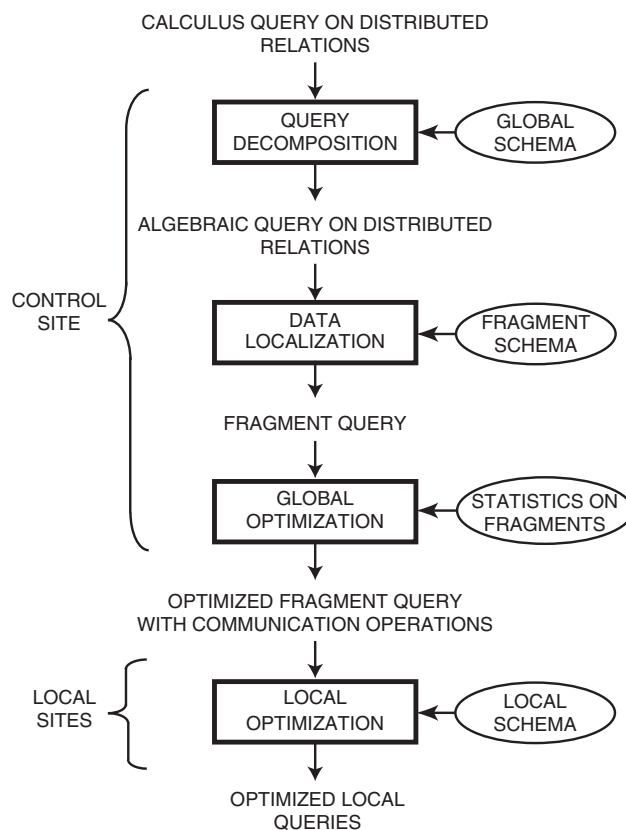 CALCULUS QUERY ON DISTRIBUTED
RELATIONS
QUERY
DECOMPOSITION
GLOBAL
SCHEMA
ALGEBRAIC QUERY ON DISTRIBUTED
RELATIONS
CONTROL
SITE
DATA
LOCALIZATION
FRAGMENT
SCHEMA
FRAGMENT QUERY
GLOBAL
OPTIMIZATION
STATISTICS ON
FRAGMENTS
OPTIMIZED FRAGMENT QUERY
WITH COMMUNICATION OPERATIONS
LOCAL
SITES
LOCAL
OPTIMIZATION
LOCAL
SCHEMA
OPTIMIZED LOCAL
QUERIES